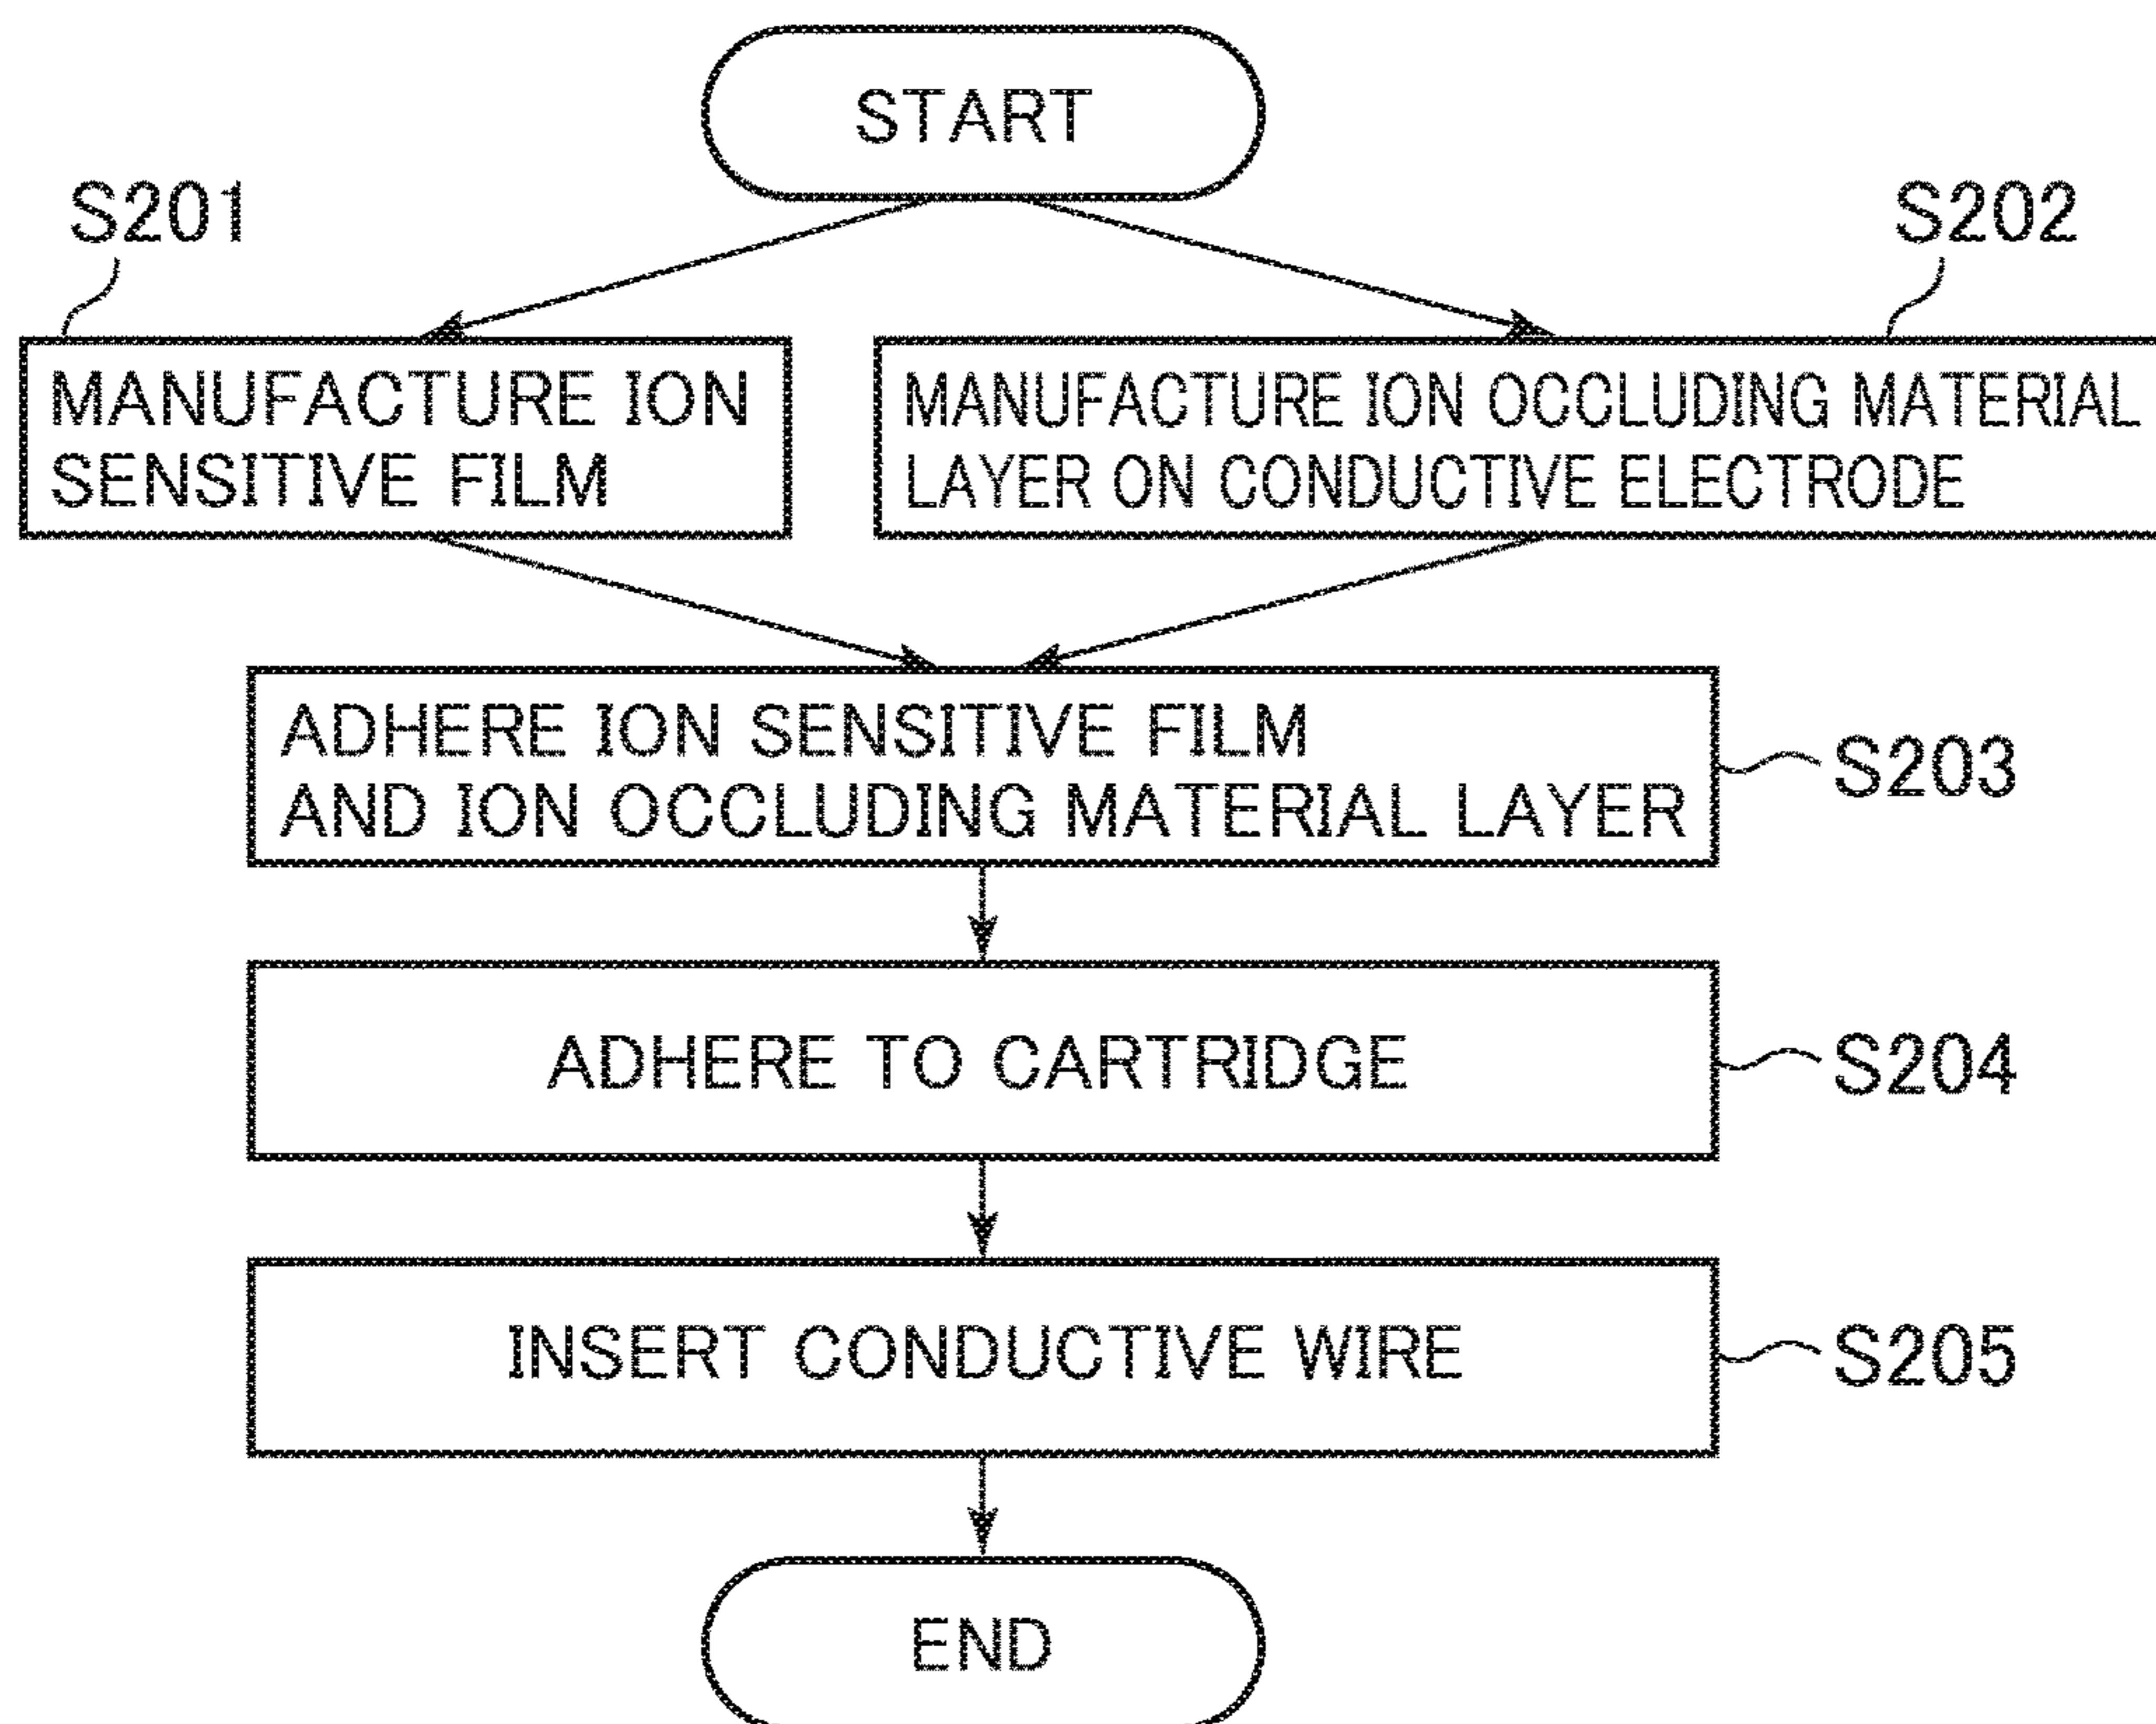 START
S201
S202
MANUFACTURE ION
SENSITIVE FILM
MANUFACTURE ION OCCLUDING MATERIAL
LAYER ON CONDUCTIVE ELECTRODE
ADHERE ION SENSITIVE FILM
AND ION OCCLUDING MATERIAL LAYER
S203
ADHERE TO CARTRIDGE
S204
INSERT CONDUCTIVE WIRE
S205
END